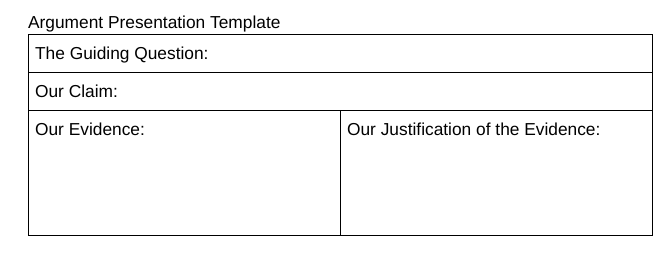 Argument Presentation Template
The Guiding Question:
Our Claim:
Our Evidence:
Our Justification of the Evidence: